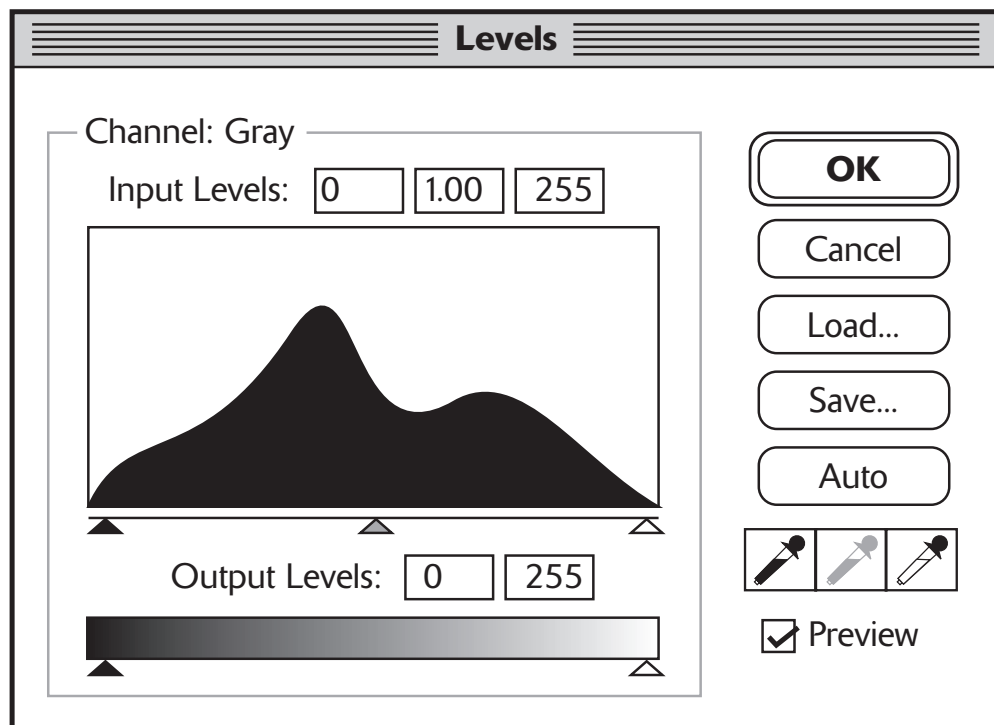 Levels
Channel: Gray
Input Levels: 0 1.00 255
Output Levels: 0 255
OK
Cancel
Load...
Save...
Auto
Preview